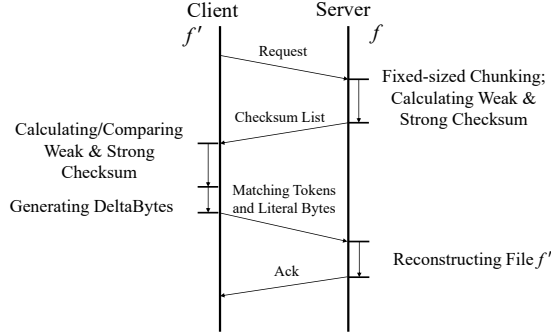 Client
Server
f′
f
Request
Fixed-sized Chunking;
Calculating Weak &
Strong Checksum
Checksum List
Calculating/Comparing
Weak & Strong
Checksum
Matching Tokens
and Literal Bytes
Generating DeltaBytes
Reconstructing File f′
Ack